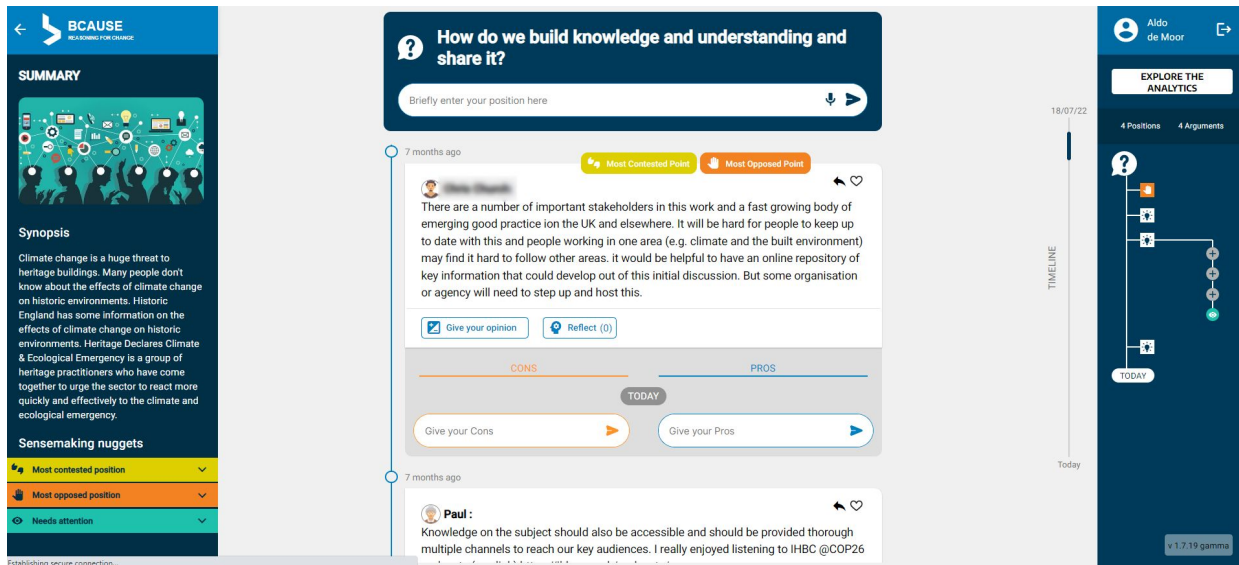 BCAUSE
REASONING FOR CHANGE
SUMMARY
Synopsis
Climate change is a huge threat to
heritage buildings. Many people don't
know about the effects of climate change
on historic environments. Historic
England has some information on the
effects of climate change on historic
environments. Heritage Declares Climate
& Ecological Emergency is a group of
heritage practitioners who have come
together to urge the sector to react more
quickly and effectively to the climate and
ecological emergency.
Sensemaking nuggets
Most contested position
Most opposed position
Needs attention
Establishing secure connection...
How do we build knowledge and understanding and
share it?
Briefly enter your position here
7 months ago
Most Contested Point
Most Opposed Point
There are a number of important stakeholders in this work and a fast growing body of
emerging good practice ion the UK and elsewhere. It will be hard for people to keep up
to date with this and people working in one area (e.g. climate and the built environment)
may find it hard to follow other areas. it would be helpful to have an online repository of
key information that could develop out of this initial discussion. But some organisation
or agency will need to step up and host this.
Give your opinion
Reflect (0)
CONS
PROS
TODAY
Give your Cons
Give your Pros
7 months ago
Paul :
Knowledge on the subject should also be accessible and should be provided thorough
multiple channels to reach our key audiences. I really enjoyed listening to IHBC @COP26
18/07/22
TIMELINE
Today
Aldo
de Moor
EXPLORE THE
ANALYTICS
4 Positions 4 Arguments
TODAY
v 1.7.19 gamma